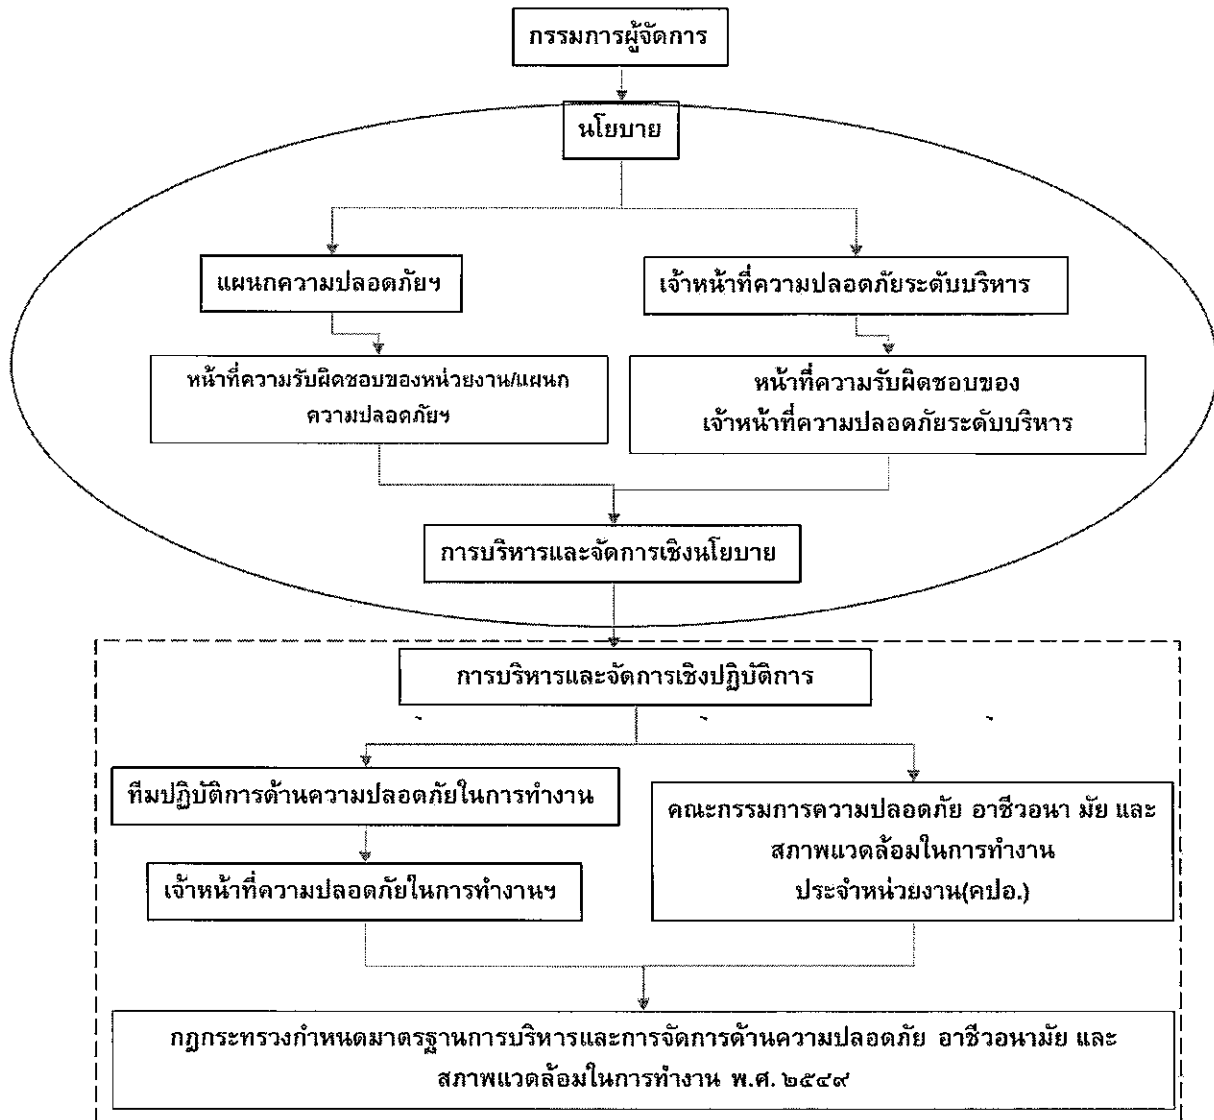 กรรมการผู้จัดการ
นโยบาย
แผนกความปลอดภัยฯ
เจ้าหน้าที่ความปลอดภัยระดับบริหาร
หน้าที่ความรับผิดชอบของหน่วยงาน/แผนก
ความปลอดภัยฯ
หน้าที่ความรับผิดชอบของ
เจ้าหน้าที่ความปลอดภัยระดับบริหาร
การบริหารและจัดการเชิงนโยบาย
การบริหารและจัดการเชิงปฏิบัติการ
ทีมปฏิบัติการด้านความปลอดภัยในการทำงาน
เจ้าหน้าที่ความปลอดภัยในการทำงานฯ
คณะกรรมการความปลอดภัย อาชีวอนา มัย และ
สภาพแวดล้อมในการทำงาน
ประจำหน่วยงาน(คปอ.)
กฎกระทรวงกำหนดมาตรฐานการบริหารและการจัดการด้านความปลอดภัย อาชีวอนามัย และ
สภาพแวดล้อมในการทำงาน พ.ศ. ๒๕๔๙